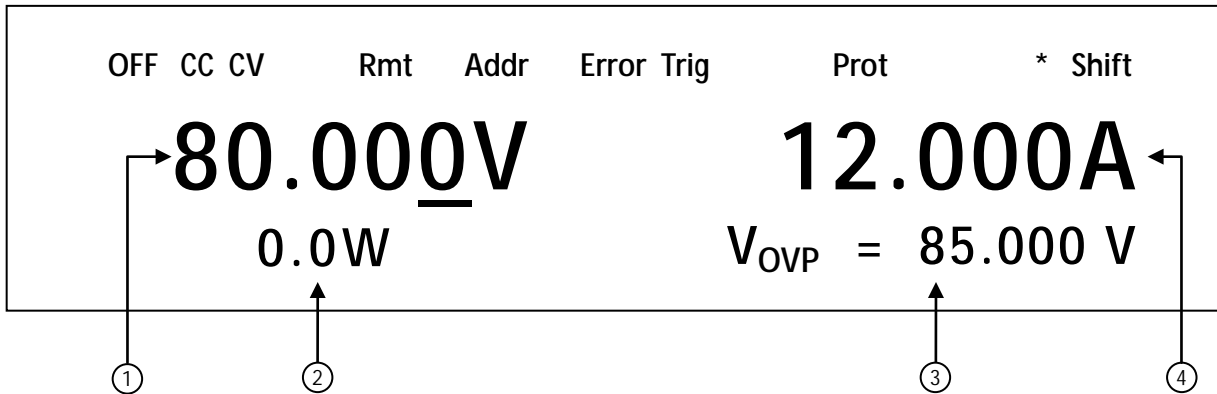 OFF CC CV Rmt Addr Error Trig Prot * Shift
80.000V 12.000A
0.0W V_OVP = 85.000 V
1 2 3 4